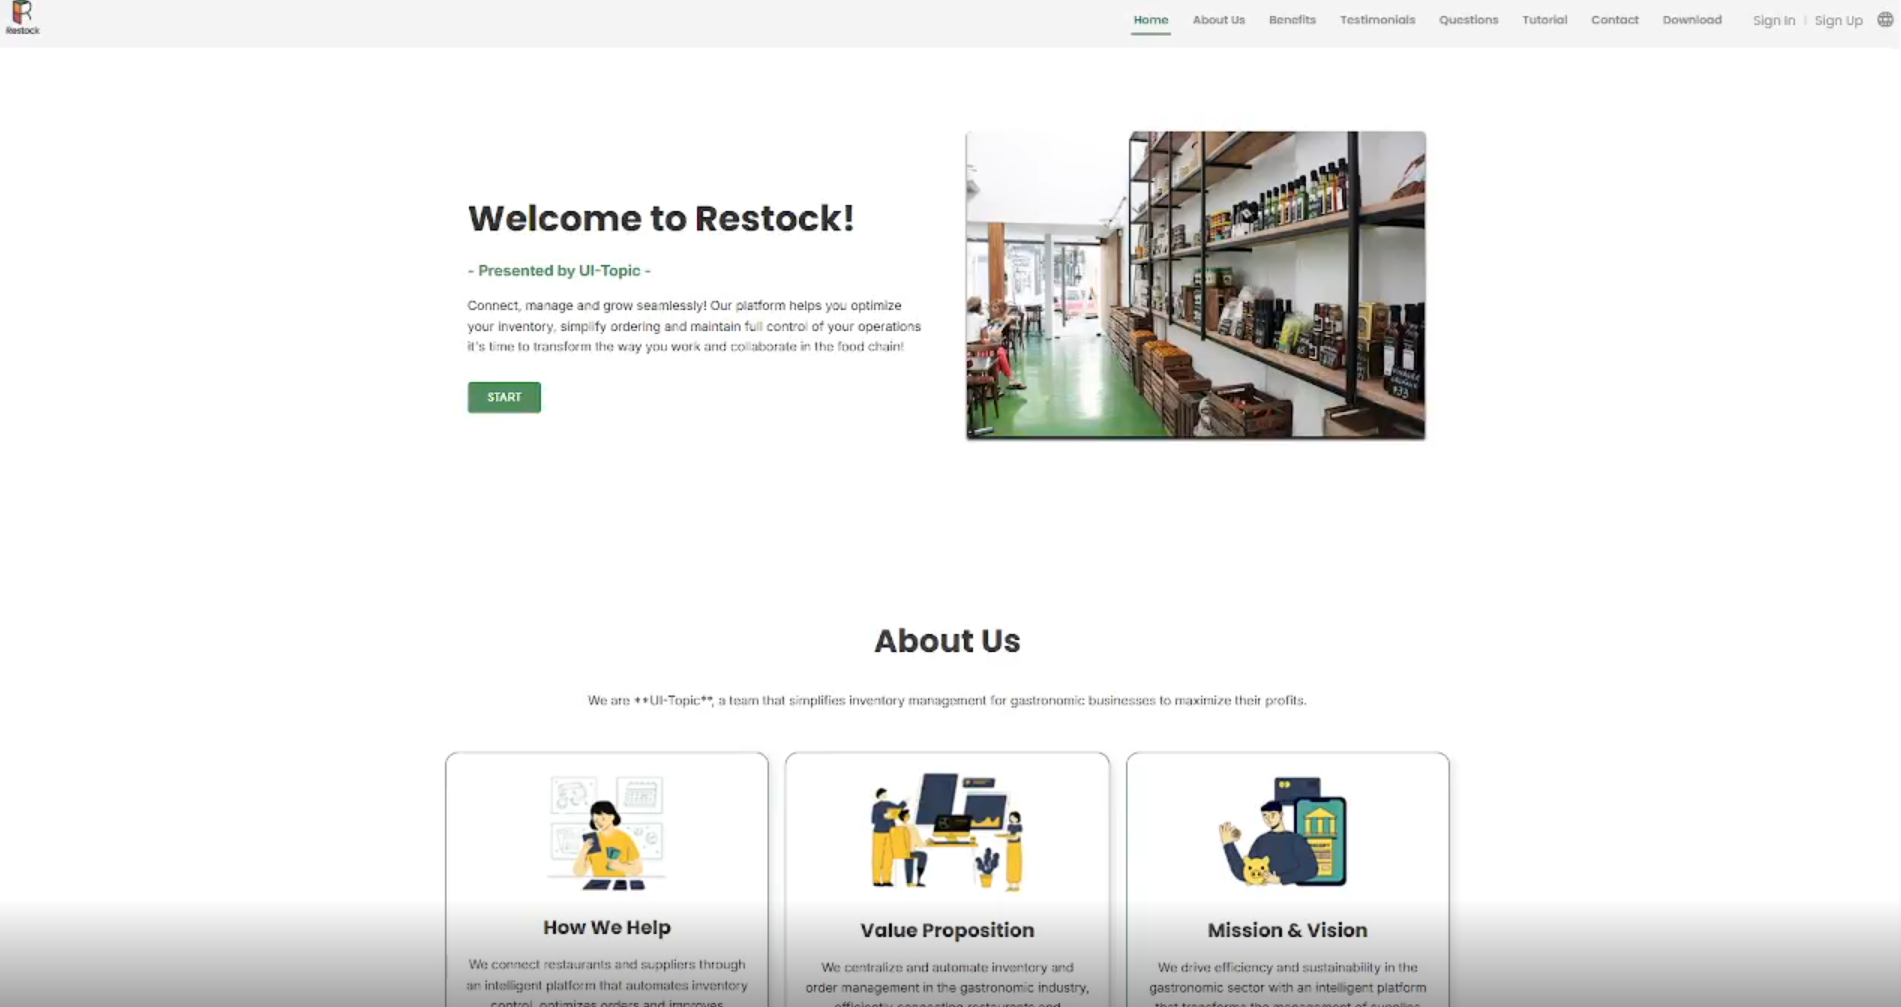 Restock
Home About Us Benefits Testimonials Questions Tutorial Contact Download Sign In | Sign Up
Welcome to Restock!
- Presented by UI-Topic -
Connect, manage and grow seamlessly! Our platform helps you optimize
your inventory, simplify ordering and maintain full control of your operations
it's time to transform the way you work and collaborate in the food chain!
START
About Us
We are **UI-Topic**, a team that simplifies inventory management for gastronomic businesses to maximize their profits.
How We Help
We connect restaurants and suppliers through
an intelligent platform that automates inventory
control, optimizes orders and improves
Value Proposition
We centralize and automate inventory and
order management in the gastronomic industry,
efficiently connecting restaurants and
Mission & Vision
We drive efficiency and sustainability in the
gastronomic sector with an intelligent platform
that transforms the management of supplies